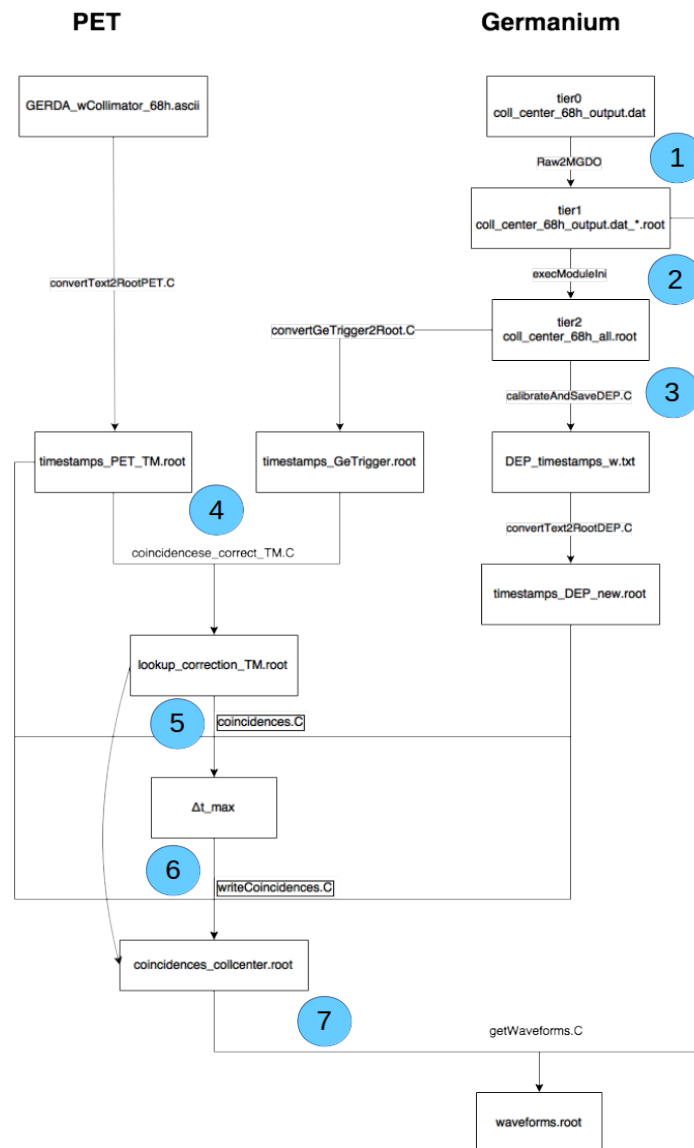 PET
Germanium
GERDA_wCollimator_68h.ascii
tier0
coll_center_68h_output.dat
1
Raw2MGDO
tier1
coll_center_68h_output.dat_*.root
2
execModuleIni
convertText2RootPET.C
tier2
coll_center_68h_all.root
convertGeTrigger2Root.C
3
calibrateAndSaveDEP.C
timestamps_PET_TM.root
timestamps_GeTrigger.root
DEP_timestamps_w.txt
4
convertText2RootDEP.C
coincidencese_correct_TM.C
timestamps_DEP_new.root
lookup_correction_TM.root
5
coincidences.C
Δt_max
6
writeCoincidences.C
coincidences_collcenter.root
7
getWaveforms.C
waveforms.root